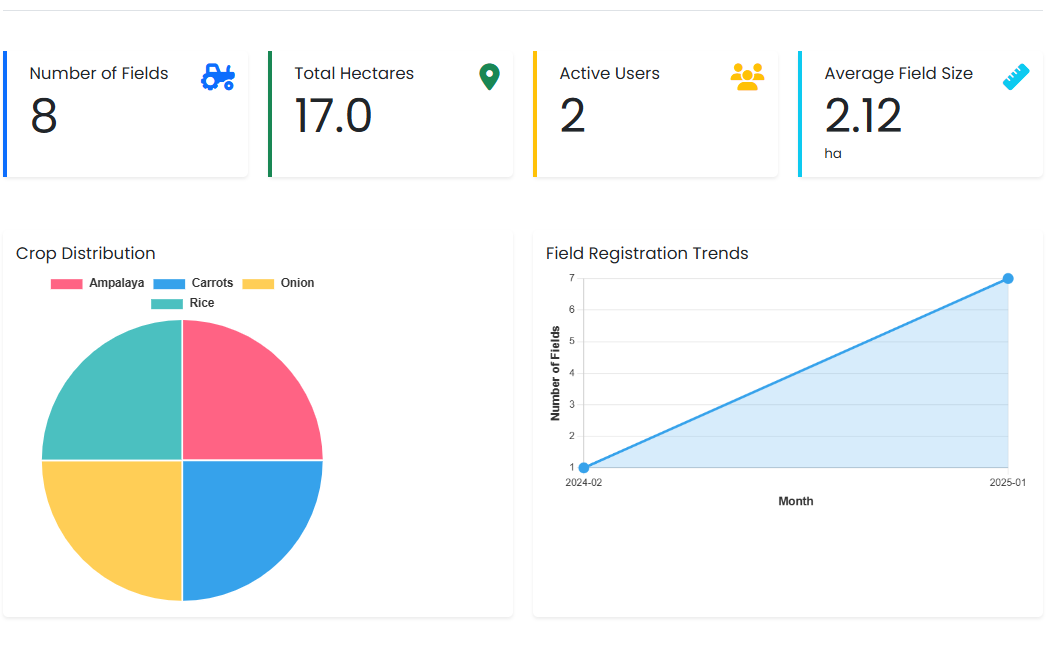 Number of Fields
8
Total Hectares
17.0
Active Users
2
Average Field Size
2.12
ha
Crop Distribution
Ampalaya Carrots Onion
Rice
Field Registration Trends
Number of Fields
7
6
5
4
3
2
1
2024-02 2025-01
Month